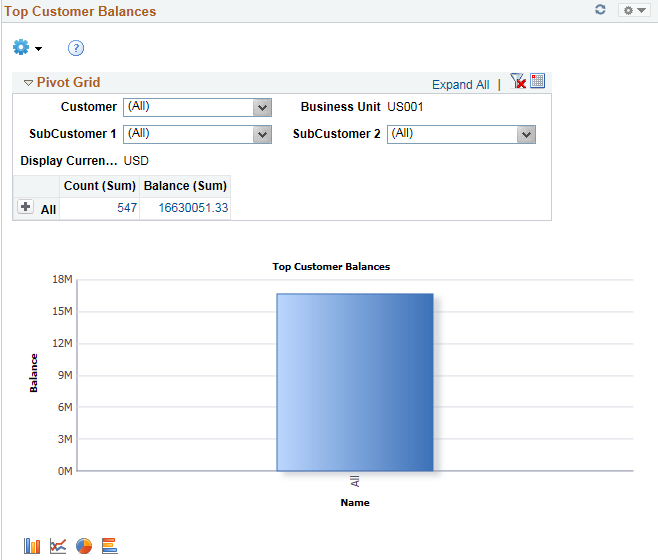 Top Customer Balances
?
Pivot Grid
Expand All |
Customer (All) Business Unit US001
SubCustomer 1 (All) SubCustomer 2 (All)
Display Curren... USD
Count (Sum) Balance (Sum)
All 547 16630051.33
Top Customer Balances
18M
15M
12M
9M
6M
3M
0M
Balance
All
Name